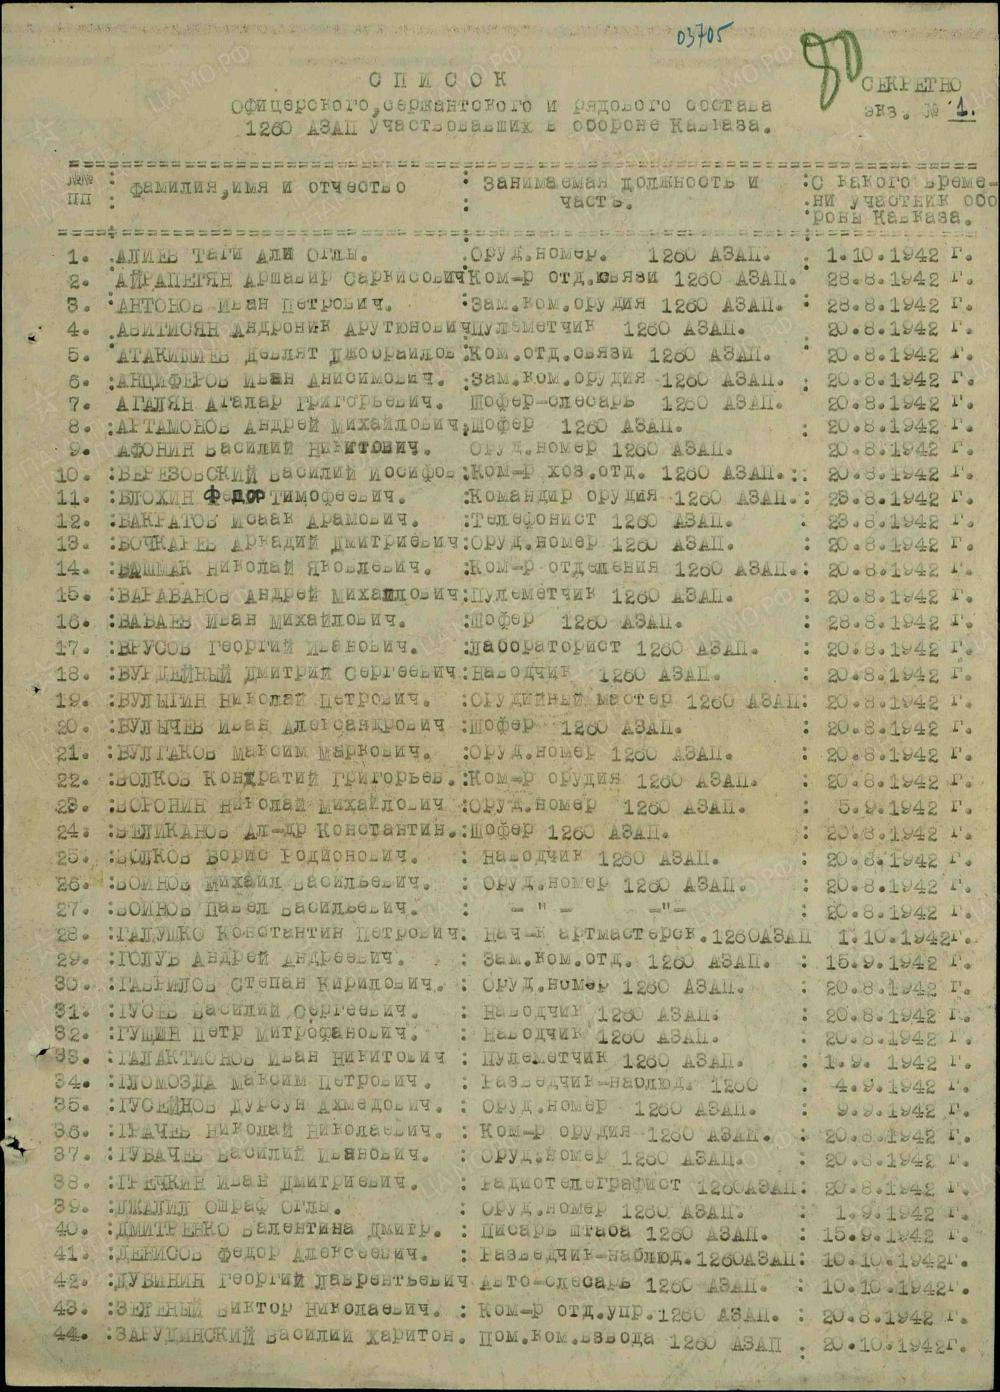 03705
80
СПИСОК
СЕКРЕТНО
Офицерского,сержантского и рядового состава
экз. № 1.
1260 АЗАП участвовавших в обороне Кавказа.
№№ : фамилия,имя и отчество : Занимаемая должность и : С какого време-
пп : : часть. : ни участник обо
роны Кавказа.
1. :АЛИЕВ Таги Али Оглы. :Оруд.номер. 1260 АЗАП. : 1.10.1942 г.
2. :АЙРАПЕТЯН Аршавир Саркисович:Ком-р отд.связи 1260 АЗАП. : 28.8.1942 г.
3. :АНТОНОВ Иван Петрович. :Зам.ком.орудия 1260 АЗАП. : 28.8.1942 г.
4. :АВИТИСЯН Андроник Арутюнович:Пулеметчик 1260 АЗАП. 20.8.1942 г.
5. :АТАКИШИЕВ Девлят Джобраилов:Ком.отд.связи 1260 АЗАП. : 20.8.1942 г.
6. :АНЦИФЕРОВ Иван Анисимович. :Зам.ком.орудия 1260 АЗАП. : 20.8.1942 г.
7. АГАЛЯН Агалар Григорьевич. Шофер-слесарь 1260 АЗАП. : 20.8.1942 г.
8. :АРТАМОНОВ Андрей Михайлович:Шофер 1260 АЗАП. : 20.8.1942 г.
9. АФОНИН Василий Никитович. Оруд.номер 1260 АЗАП. 20.8.1942 г.
10. :БЕРЕЗОВСКИЙ Василий Иосифов:Ком-р хоз.отд. 1260 АЗАП.: 20.8.1942 г.
11. :БЛОХИН Федор Тимофеевич. :Командир орудия 1260 АЗАП.: 28.8.1942 г.
12. :БАКРАТОВ Исаак Арамович. :Телефонист 1260 АЗАП. : 28.8.1942 г.
13. :БОЧКАРЕВ Аркадий Дмитриевич:Оруд.номер 1260 АЗАП. : 20.8.1942 г.
14. :БАШМАК Николай Яковлевич. :Ком-р отделения 1260 АЗАП.: 20.8.1942 г.
15. :БАРАБАНОВ Андрей Михайлович:Пулеметчик 1260 АЗАП. : 20.8.1942 г.
16. :БАБАЕВ Иван Михайлович. :Шофер 1260 АЗАП. : 28.8.1942 г.
17. :БРУСОВ Георгий Иванович. :Лабораторист 1260 АЗАП. : 20.8.1942 г.
18. :БУРДЕЙНЫЙ Дмитрий Сергеевич:Наводчик 1260 АЗАП. : 20.8.1942 г.
19. :БУЛЫГИН Николай Петрович. :Орудийный мастер 1260 АЗАП: 20.8.1942 г.
20. :БУЛЫЧЕВ Иван Александрович :Шофер 1260 АЗАП. : 20.8.1942 г.
21. :БУЛГАКОВ Максим Маркович. :Оруд.номер 1260 АЗАП. : 20.8.1942 г.
22. :ВОЛКОВ Кондратий Григорьев.:Ком-р орудия 1260 АЗАП. : 20.8.1942 г.
23. :ВОРОНИН Николай Михайлович :Оруд.номер 1260 АЗАП. : 5.9.1942 г.
24. :ВЕЛИКАНОВ Ал-др Константин.:Шофер 1260 АЗАП. : 20.8.1942 г.
25. :ВОЛКОВ Борис Родионович. : Наводчик 1260 АЗАП. : 20.8.1942 г.
26. :ВОИНОВ Михаил Васильевич. : Оруд.номер 1260 АЗАП. : 20.8.1942 г.
27. :ВОИНОВ Павел Васильевич. : -"- -"- : 20.8.1942 г.
28. :ГАЛУШКО Константин Петрович: Нач-к артмастерск.1260АЗАП 1.10.1942г.
29. :ГОЛУБ Андрей Андреевич. : Зам.ком.отд. 1260 АЗАП. : 15.9.1942 г.
30. :ГАВРИЛОВ Степан Кирилович. : Оруд.номер 1260 АЗАП. : 20.8.1942 г.
31. :ГУСЕВ Василий Сергеевич. : Наводчик 1260 АЗАП. : 20.8.1942 г.
32. :ГУЩИН Петр Митрофанович. : Наводчик 1260 АЗАП. : 20.8.1942 г.
33. :ГАЛАКТИОНОВ Иван Никитович : Пулеметчик 1260 АЗАП. : 1.9. 1942 г.
34. :ГЛОМОЗДА Максим Петрович. : Разведчик-наблюд. 1260 : 4.9.1942 г.
35. :ГУСЕЙНОВ Дурсун Ахмедович. : Оруд.номер 1260 АЗАП. : 9.9.1942 г.
36. :ГРАЧЕВ Николай Николаевич. : Ком-р орудия 1260 АЗАП. : 20.8.1942 г.
37. :ГУБАЧЕВ Василий Иванович. : Оруд.номер 1260 АЗАП. : 20.8.1942 г.
38. :ГРЕЧКИН Иван Дмитриевич. : Радиотелеграфист 1260АЗАП: 20.8.1942 г.
39. :ДЖАЛИЛ Ошраф Оглы. : Оруд.номер 1260 АЗАП. : 1.9.1942 г.
40. :ДМИТРЕНКО Валентина Дмитр. : Писарь штаба 1260 АЗАП. : 15.9.1942 г.
41. :ДЕНИСОВ федор Алексеевич. : Разведчик-наблюд.1260АЗАП: 10.10.1942г.
42. :ДУБИНИН Георгий Лаврентьевич Авто-слесарь 1260 АЗАП. : 10.10.1942г.
43. :ЗЕЛЕНЫЙ Виктор Николаевич. : Ком-р отд.упр.1260 АЗАП. : 20.8.1942 г.
44. :ЗАРУДИНСКИЙ Василий Харитон. Пом.ком.взвода 1260 АЗАП : 20.10.1942г.